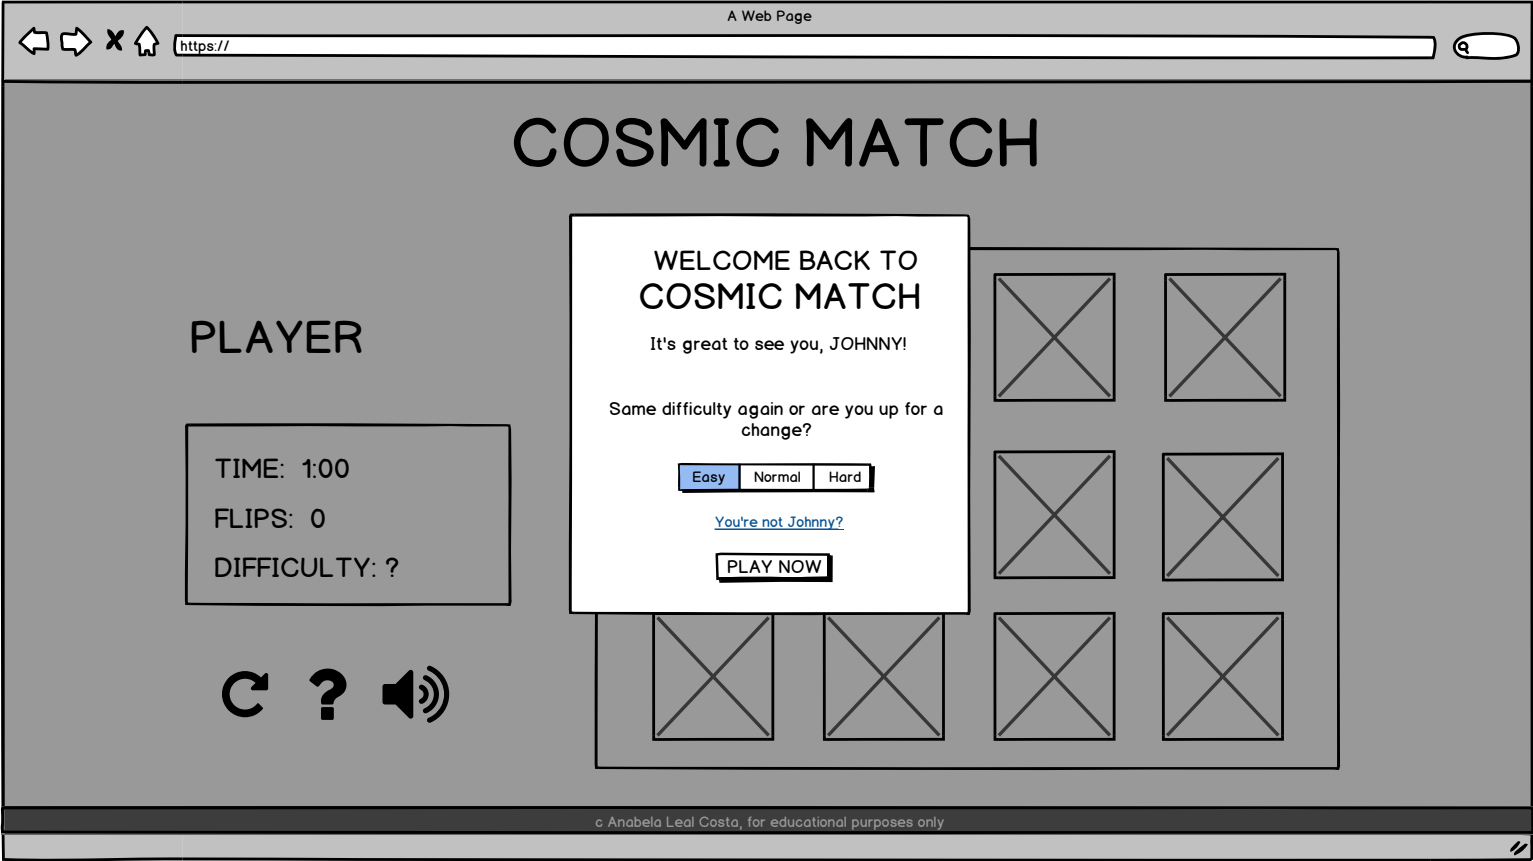 A Web Page
https://
COSMIC MATCH
WELCOME BACK TO
COSMIC MATCH
It's great to see you, JOHNNY!
Same difficulty again or are you up for a
change?
Easy Normal Hard
You're not Johnny?
PLAY NOW
PLAYER
TIME: 1:00
FLIPS: 0
DIFFICULTY: ?
?
c Anabela Leal Costa, for educational purposes only